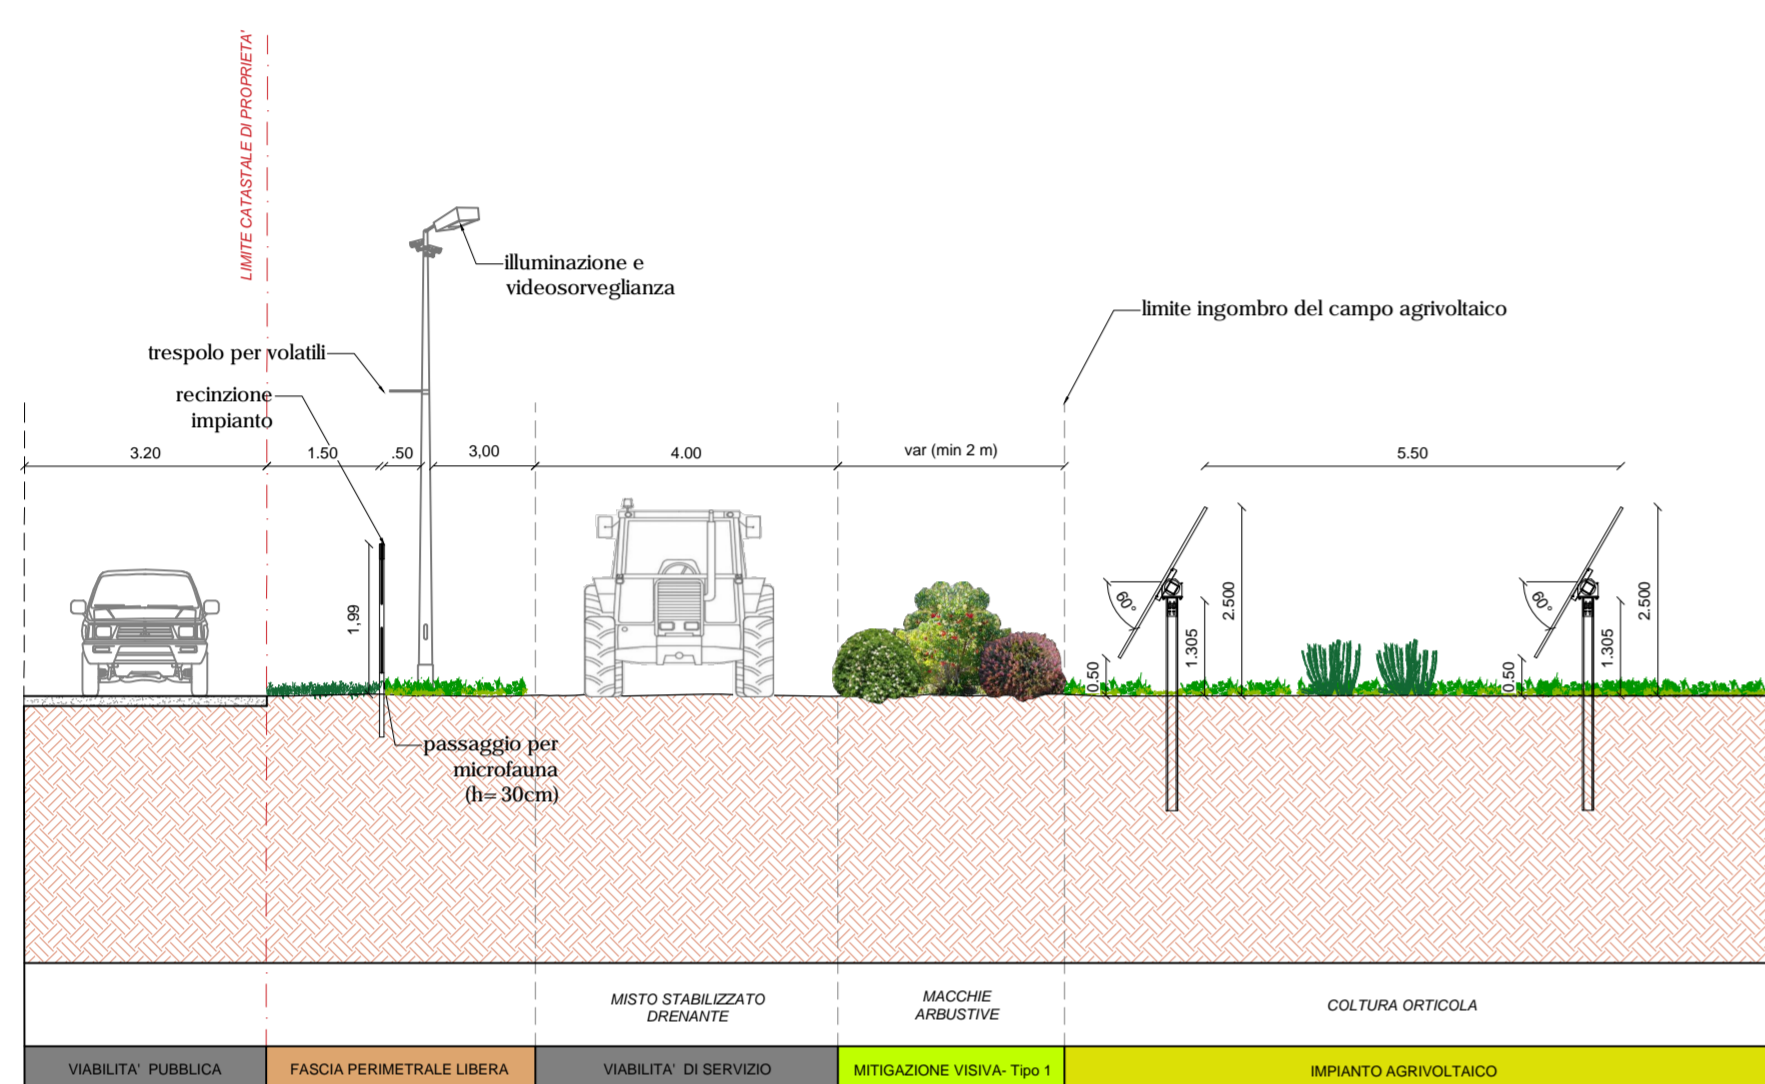 LIMITE CATASTALE DI PROPRIETA'
illuminazione e
videosorveglianza
limite ingombro del campo agrivoltaico
trespolo per volatili
recinzione
impianto
3.20
1.50
.50
3,00
4.00
var (min 2 m)
5.50
1,99
60°
0.50
1.305
2.500
60°
0.50
1.305
2.500
passaggio per
microfauna
(h= 30cm)
MISTO STABILIZZATO
DRENANTE
MACCHIE
ARBUSTIVE
COLTURA ORTICOLA
VIABILITA' PUBBLICA
FASCIA PERIMETRALE LIBERA
VIABILITA' DI SERVIZIO
MITIGAZIONE VISIVA- Tipo 1
IMPIANTO AGRIVOLTAICO